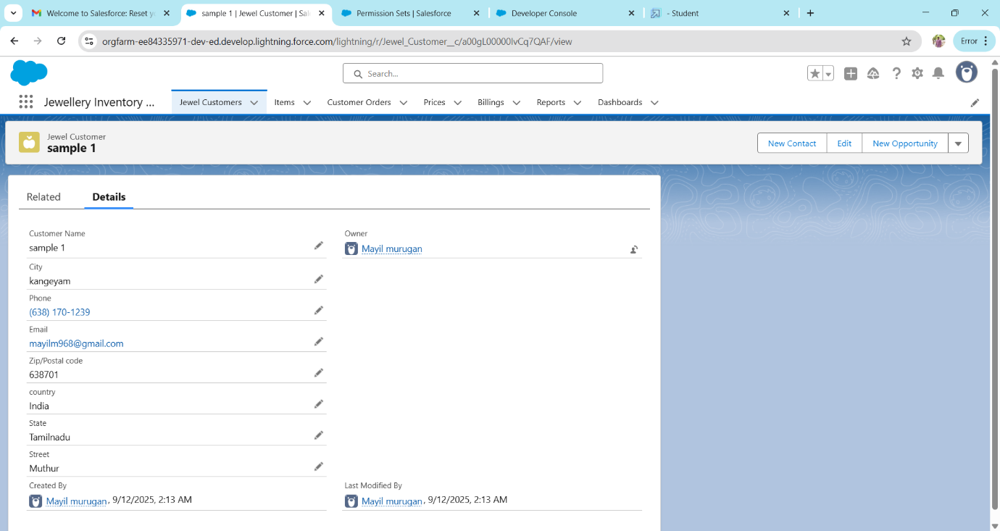 Welcome to Salesforce: Reset yo
sample 1 | Jewel Customer | Sale
Permission Sets | Salesforce
Developer Console
- Student
orgfarm-ee84335971-dev-ed.develop.lightning.force.com/lightning/r/Jewel_Customer__c/a00gL00000lvCq7QAF/view
Error
Search...
Jewellery Inventory ...
Jewel Customers
Items
Customer Orders
Prices
Billings
Reports
Dashboards
Jewel Customer
sample 1
New Contact
Edit
New Opportunity
Related
Details
Customer Name
sample 1
Owner
Mayil murugan
City
kangeyam
Phone
(638) 170-1239
Email
mayilm968@gmail.com
Zip/Postal code
638701
country
India
State
Tamilnadu
Street
Muthur
Created By
Mayil murugan, 9/12/2025, 2:13 AM
Last Modified By
Mayil murugan, 9/12/2025, 2:13 AM